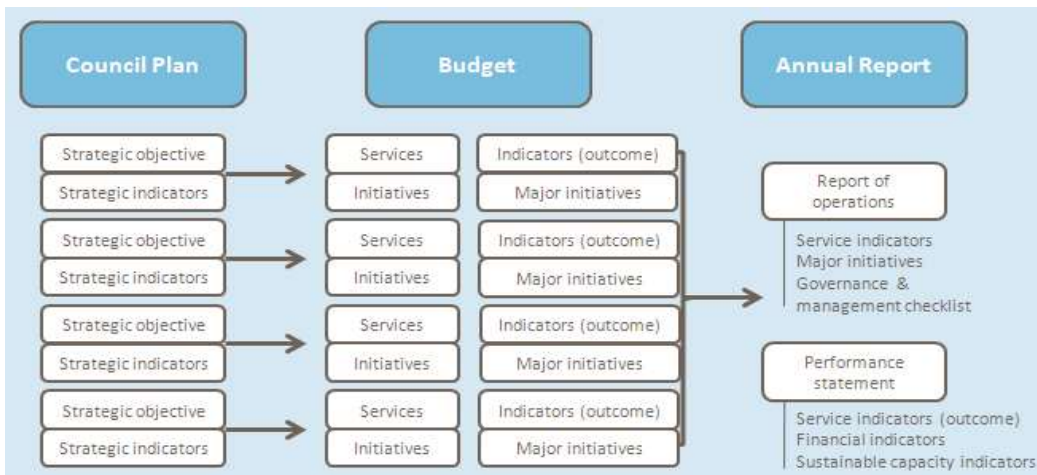 Council Plan
Budget
Annual Report
Strategic objective
Strategic indicators
Services
Initiatives
Indicators (outcome)
Major initiatives
Strategic objective
Strategic indicators
Services
Initiatives
Indicators (outcome)
Major initiatives
Strategic objective
Strategic indicators
Services
Initiatives
Indicators (outcome)
Major initiatives
Strategic objective
Strategic indicators
Services
Initiatives
Indicators (outcome)
Major initiatives
Report of
operations
Service indicators
Major initiatives
Governance &
management checklist
Performance
statement
Service indicators (outcome)
Financial indicators
Sustainable capacity indicators